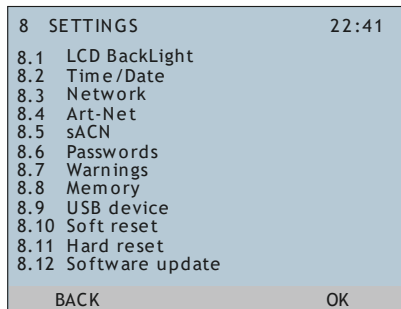 8 SETTINGS 22:41
8.1 LCD BackLight
8.2 Time/Date
8.3 Network
8.4 Art-Net
8.5 sACN
8.6 Passwords
8.7 Warnings
8.8 Memory
8.9 USB device
8.10 Soft reset
8.11 Hard reset
8.12 Software update
BACK OK